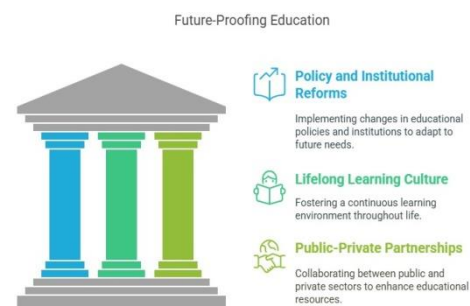 Future-Proofing Education
Policy and Institutional
Reforms
Implementing changes in educational
policies and institutions to adapt to
future needs.
Lifelong Learning Culture
Fostering a continuous learning
environment throughout life.
Public-Private Partnerships
Collaborating between public and
private sectors to enhance educational
resources.